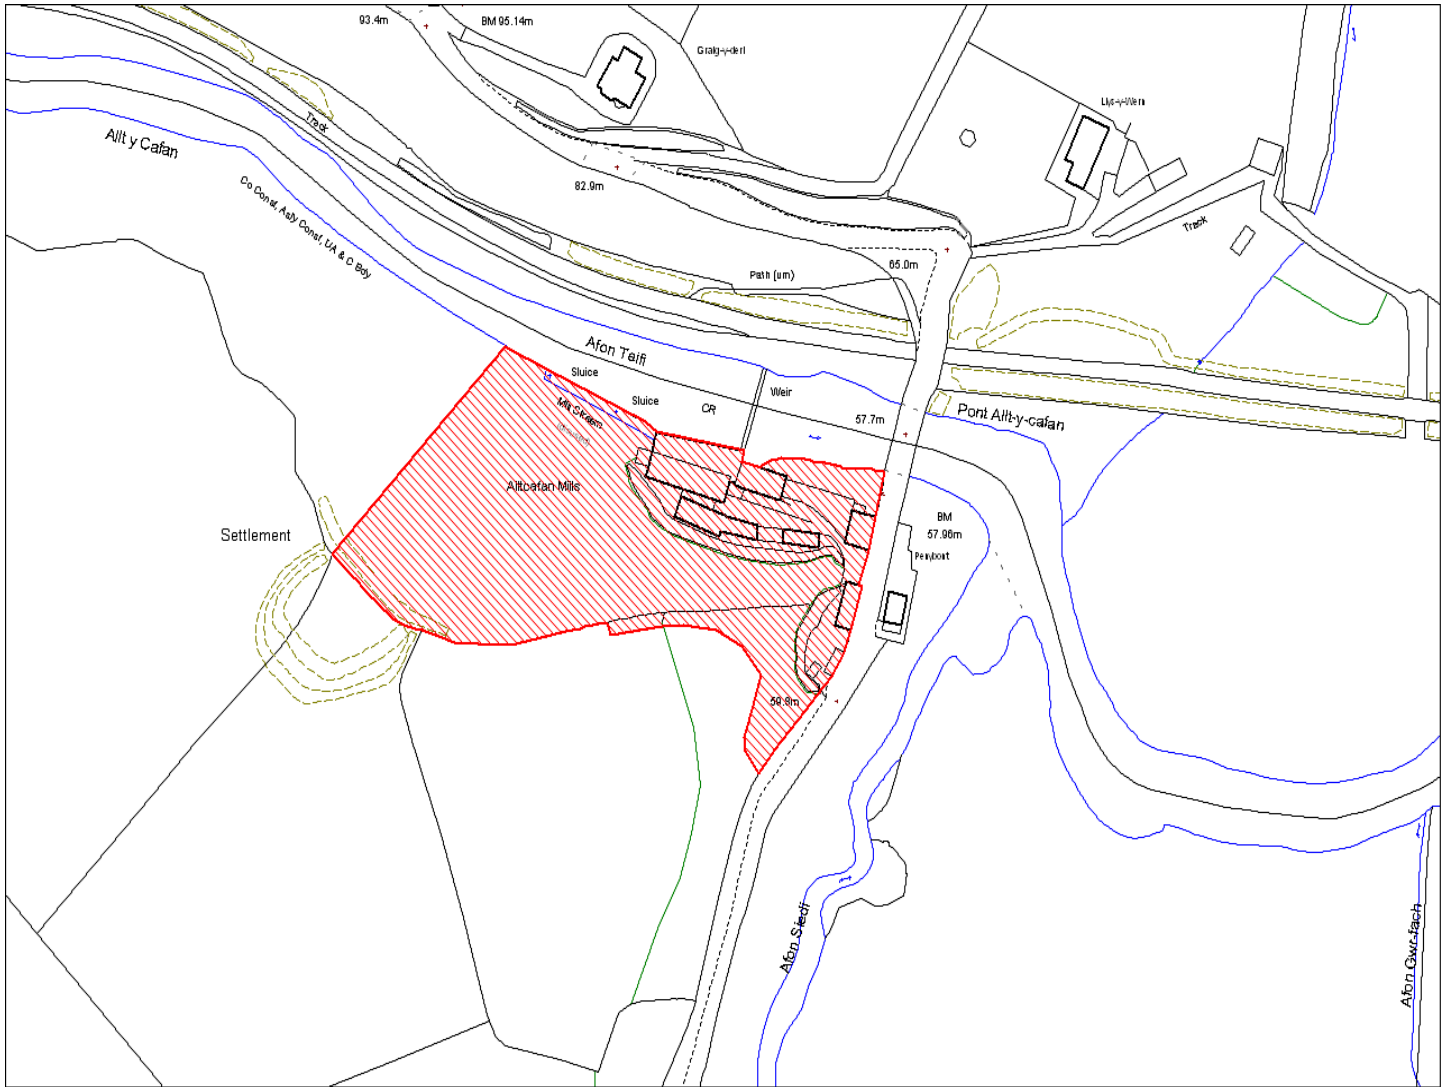 93.4m
BM 95.14m
Graig-y-deri
Llys-y-Wern
Track
Allt y Cafan
82.9m
Co Const, Asly Const, UA & C Bdy
Track
65.0m
Path (um)
Afon Teifi
Sluice
Weir
Sluice
CR
Mill Stream
57.7m
Pont Allt-y-cafan
Alltcafan Mills
BM
57.96m
Settlement
Penybont
59.8m
Afon Siedi
Afon Gwr-fach